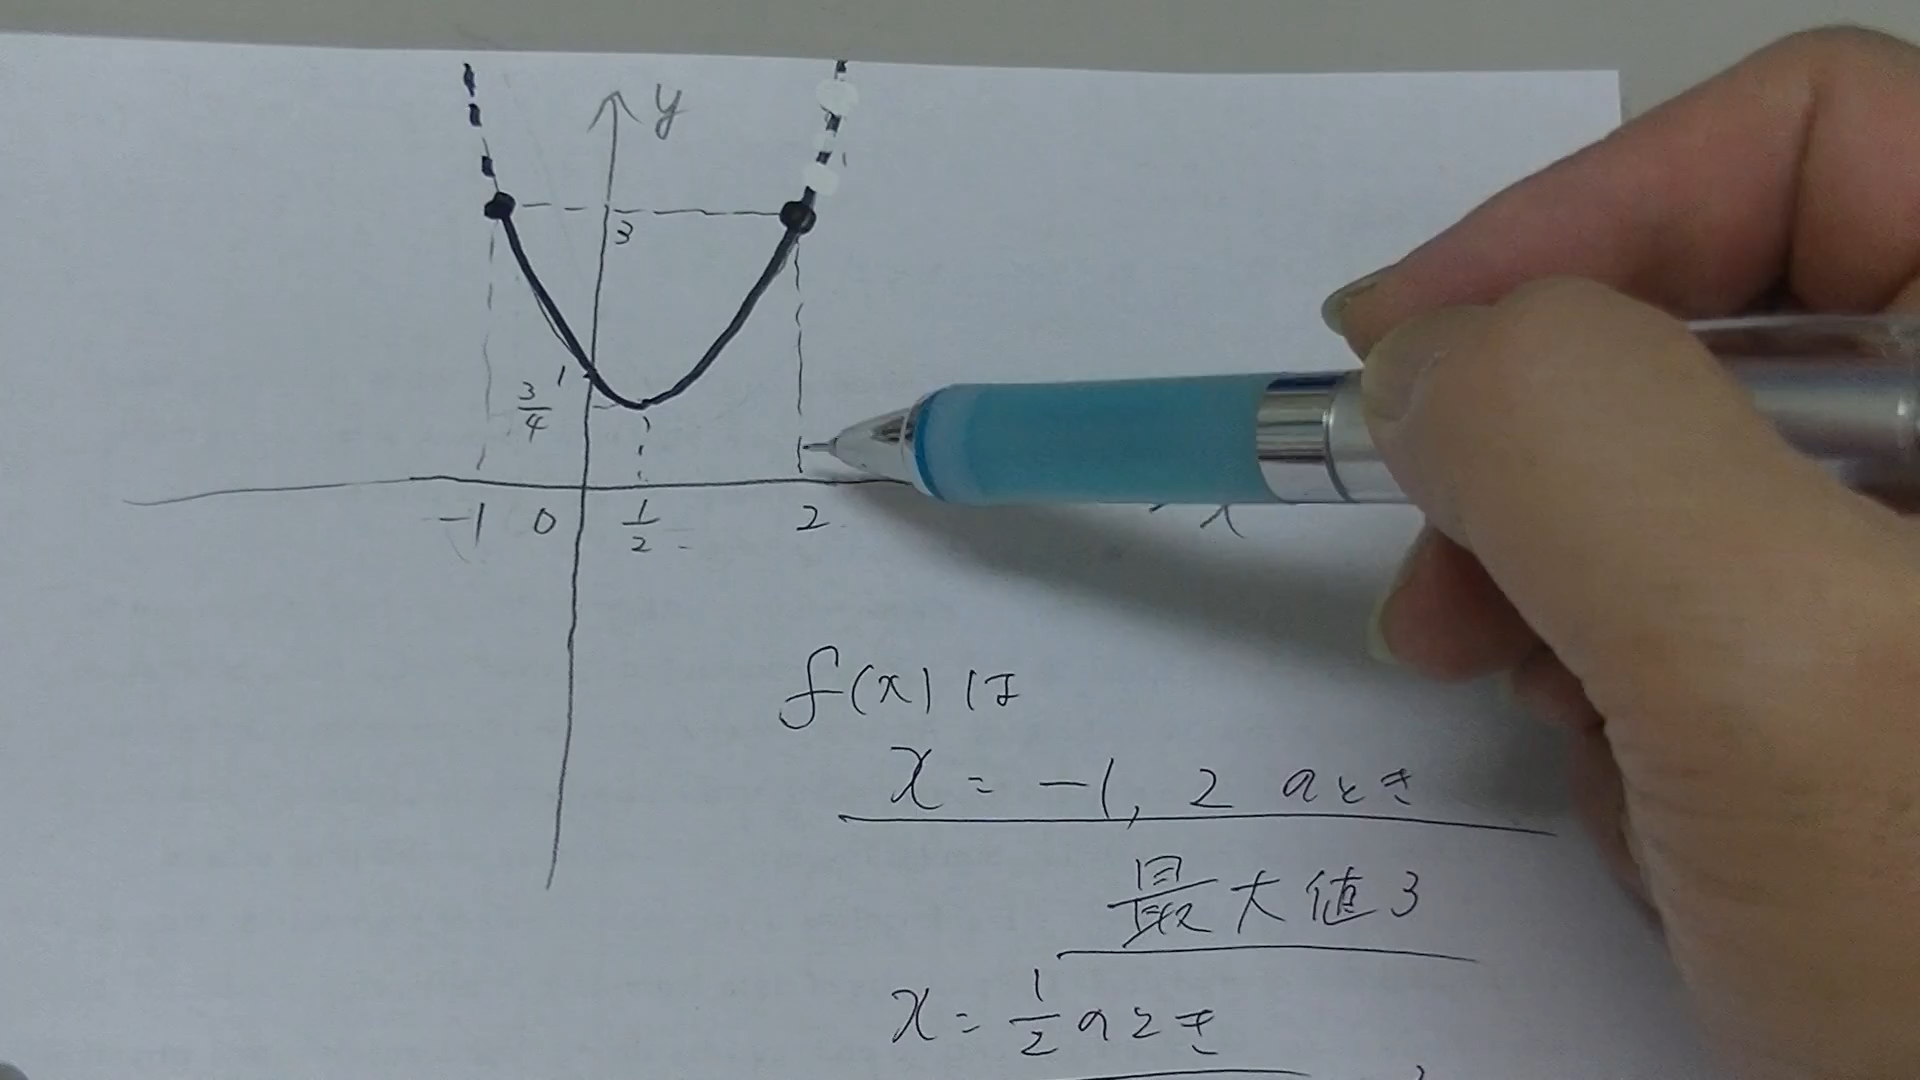 y
3
1
3/4
-1 0 1/2 2
x
f(x)は
x = -1, 2 のとき
最大値3
x = 1/2 のとき